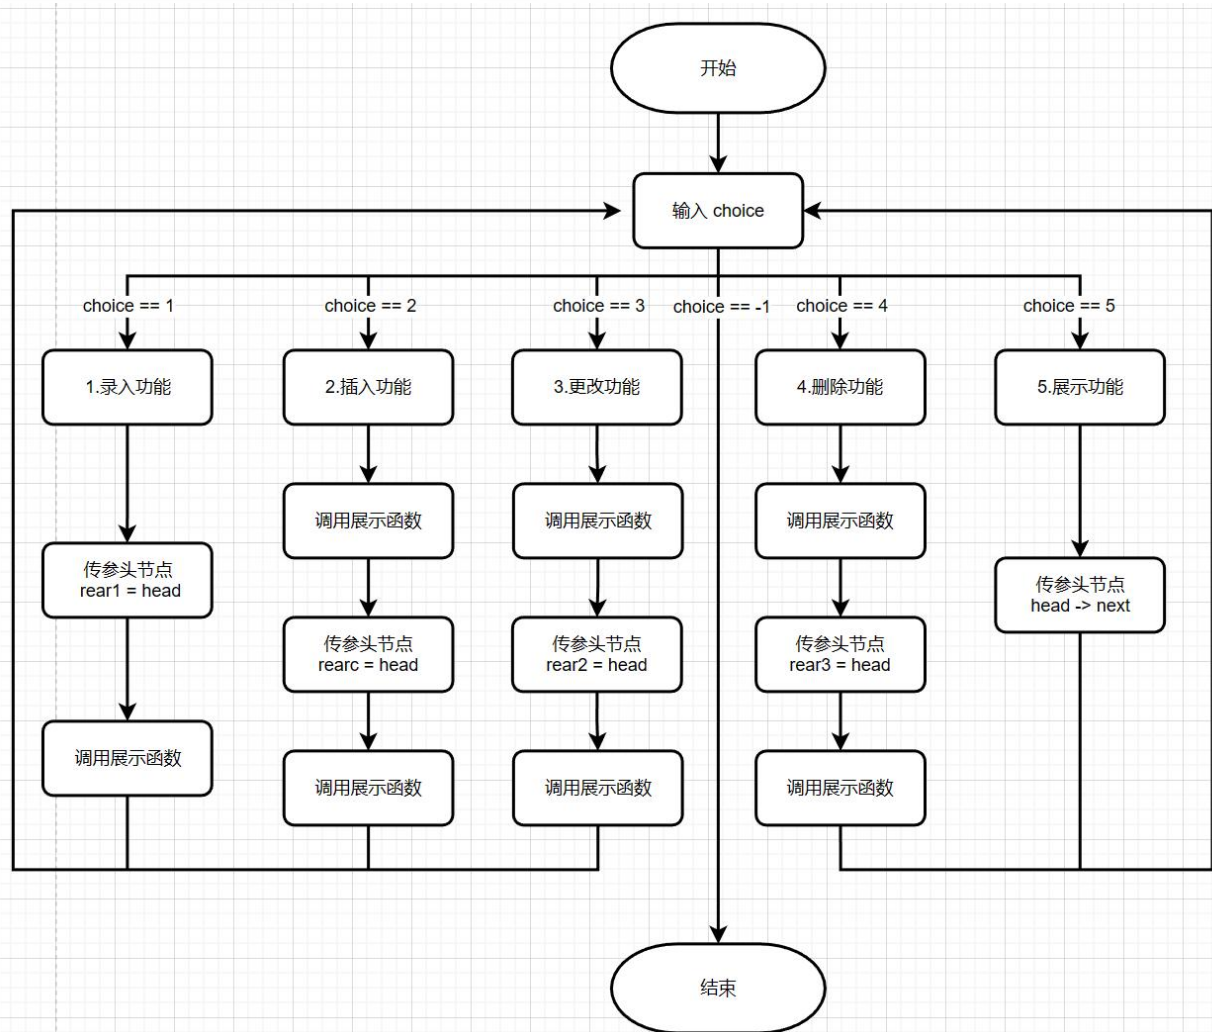 开始
输入 choice
choice == 1
choice == 2
choice == 3
choice == -1
choice == 4
choice == 5
1.录入功能
2.插入功能
3.更改功能
4.删除功能
5.展示功能
调用展示函数
调用展示函数
调用展示函数
传参头节点
rear1 = head
传参头节点
head -> next
传参头节点
rearc = head
传参头节点
rear2 = head
传参头节点
rear3 = head
调用展示函数
调用展示函数
调用展示函数
调用展示函数
结束